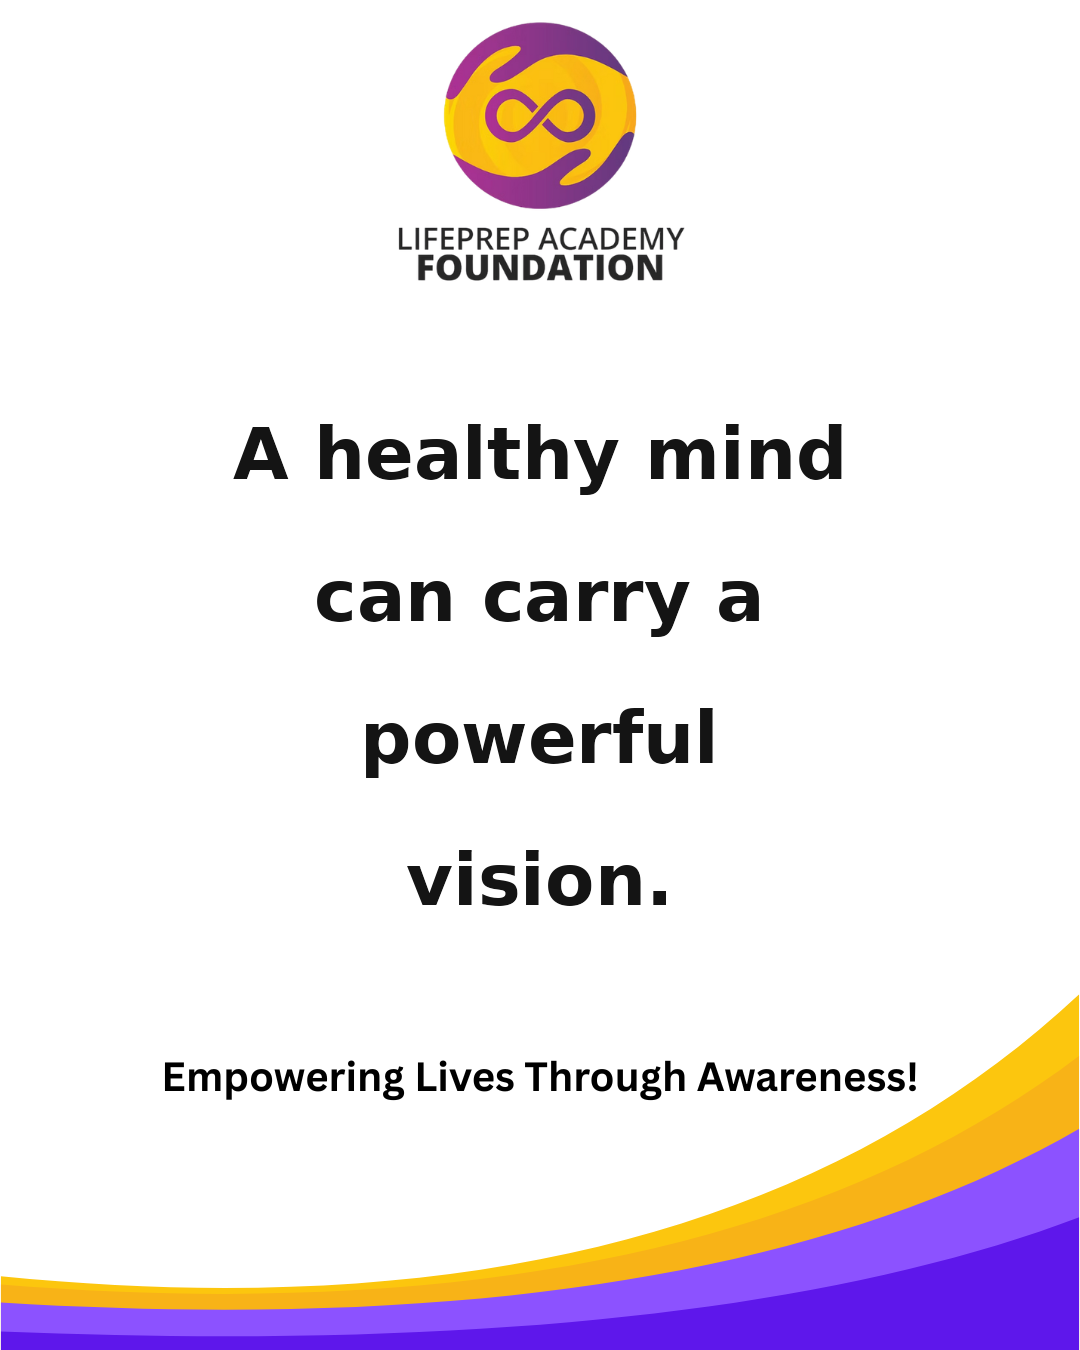 LIFEPREP ACADEMY
FOUNDATION
A healthy mind
can carry a
powerful
vision.
Empowering Lives Through Awareness!